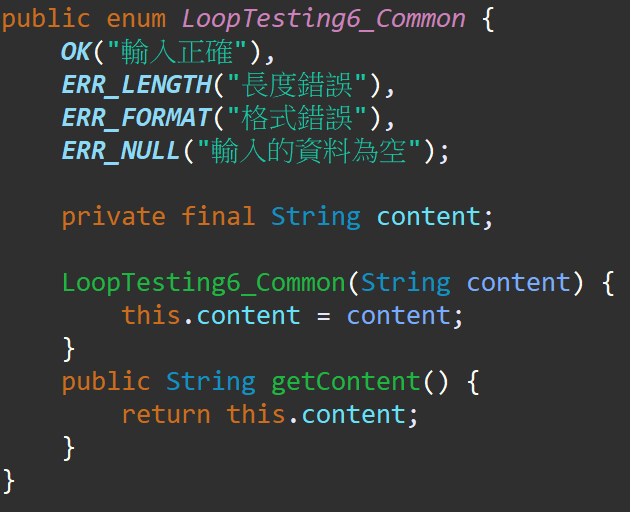 public enum LoopTesting6_Common {
    OK("輸入正確"),
    ERR_LENGTH("長度錯誤"),
    ERR_FORMAT("格式錯誤"),
    ERR_NULL("輸入的資料為空");

    private final String content;

    LoopTesting6_Common(String content) {
        this.content = content;
    }
    public String getContent() {
        return this.content;
    }
}